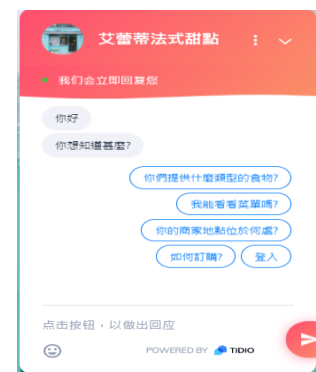 艾蕾蒂法式甜點
我们会立即回复您
你好
你想知道甚麼?
你們提供什麼類型的食物?
我能看看菜單嗎?
你的商家地點位於何處?
如何訂購?
登入
点击按钮，以做出回应
POWERED BY TIDIO